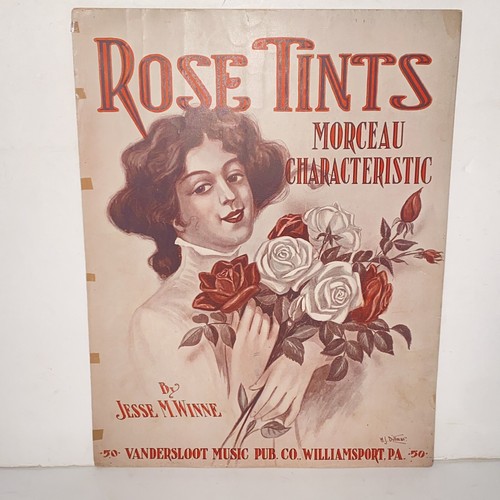 ROSE TINTS
MORCEAU
CHARACTERISTIC
By
JESSE M. WINNE
·50· VANDERSLOOT MUSIC PUB. CO., WILLIAMSPORT, PA. ·50·